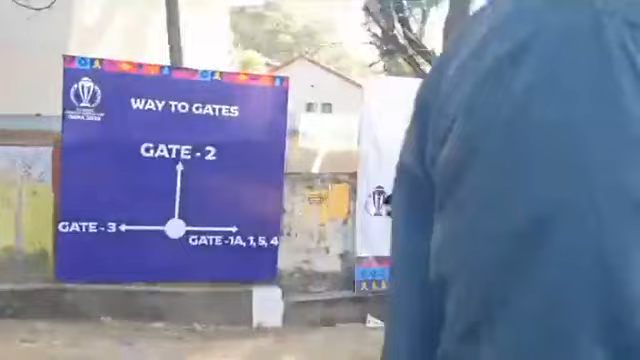 WAY TO GATES
GATE - 2
GATE - 3
GATE -1A, 1, 5, 4